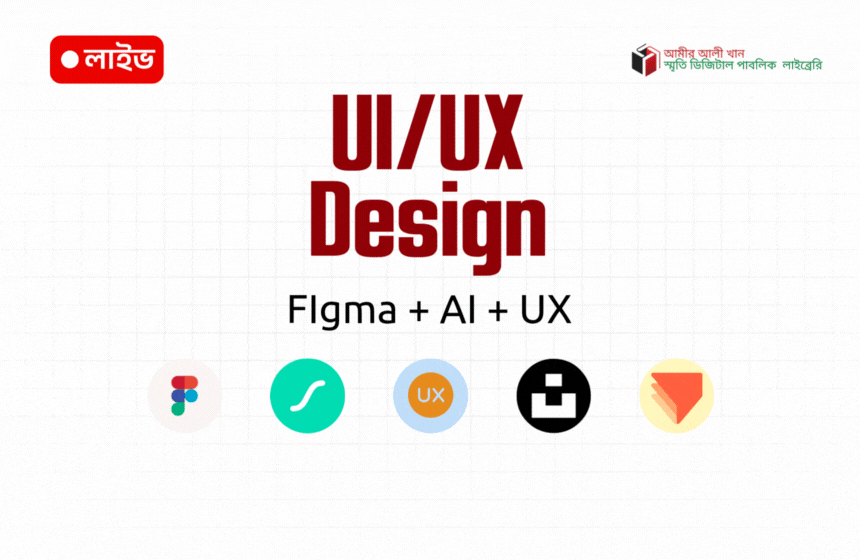 লাইভ
আমীর আলী খান
স্মৃতি ডিজিটাল পাবলিক লাইব্রেরি
UI/UX
Design
FIgma + AI + UX
UX